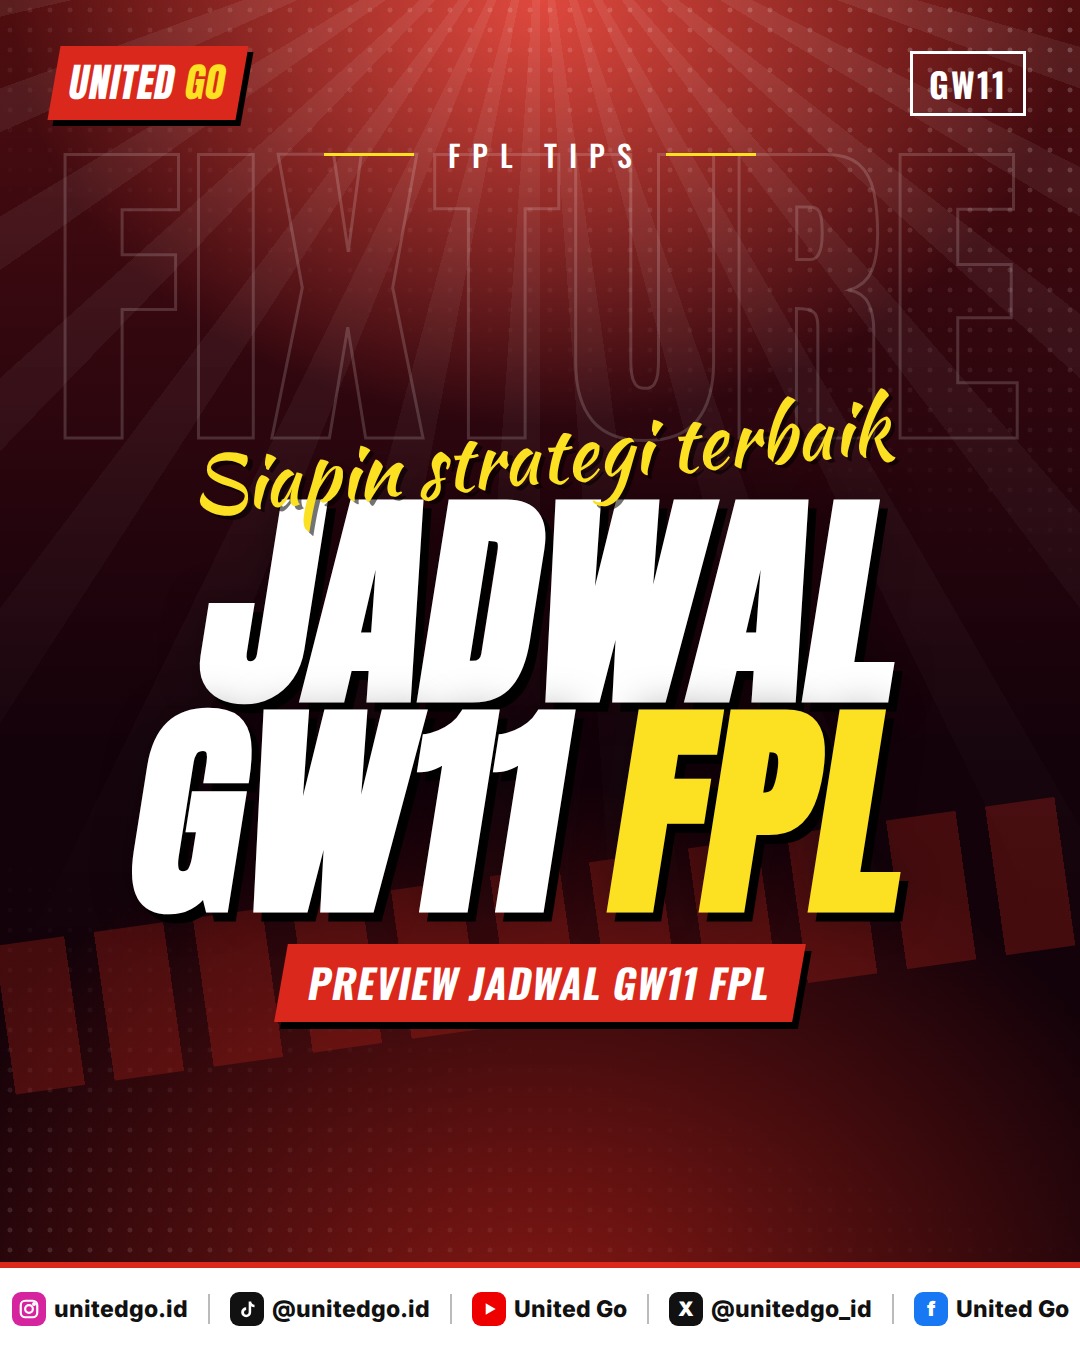 UNITED GO
GW11
FPL TIPS
FIXTURE
Siapin strategi terbaik
JADWAL
GW11 FPL
PREVIEW JADWAL GW11 FPL
unitedgo.id
@unitedgo.id
United Go
@unitedgo_id
United Go